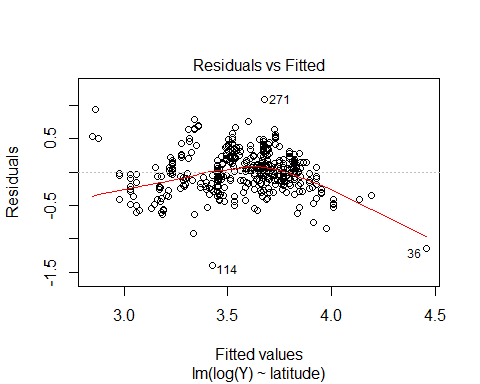 Residuals vs Fitted
Residuals
0.5
-0.5
-1.5
271
114
36
3.0 3.5 4.0 4.5
Fitted values
lm(log(Y) ~ latitude)